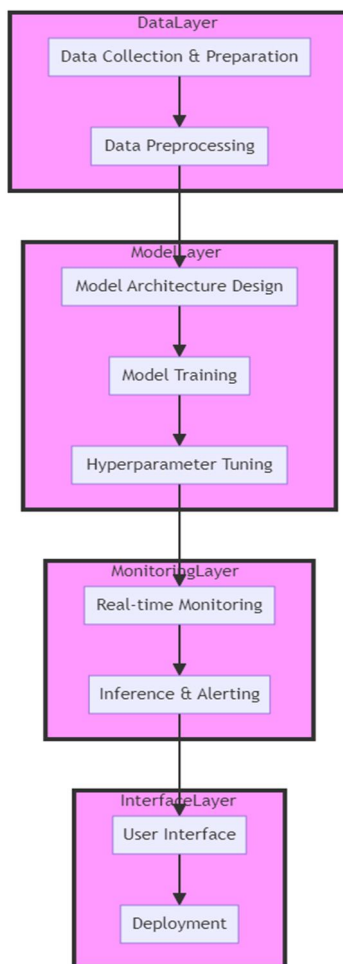 DataLayer
Data Collection & Preparation
Data Preprocessing
ModelLayer
Model Architecture Design
Model Training
Hyperparameter Tuning
MonitoringLayer
Real-time Monitoring
Inference & Alerting
InterfaceLayer
User Interface
Deployment